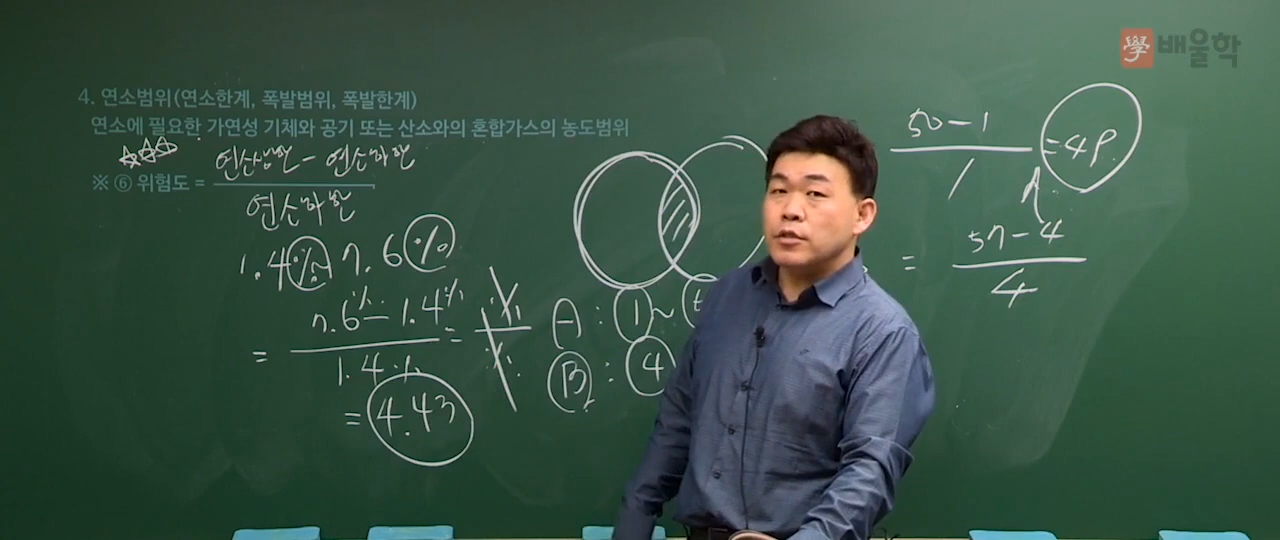 學 배울학
4. 연소범위(연소한계, 폭발범위, 폭발한계)
연소에 필요한 가연성 기체와 공기 또는 산소와의 혼합가스의 농도범위
☆☆☆
※ ⑥ 위험도 = 연소상한 - 연소하한
연소하한
1.4% 7.6%
= 7.6% - 1.4%
1.4%
= 4.43
A : 1 ~
B : 4
50 - 1
1
= 49
= 57 - 4
4